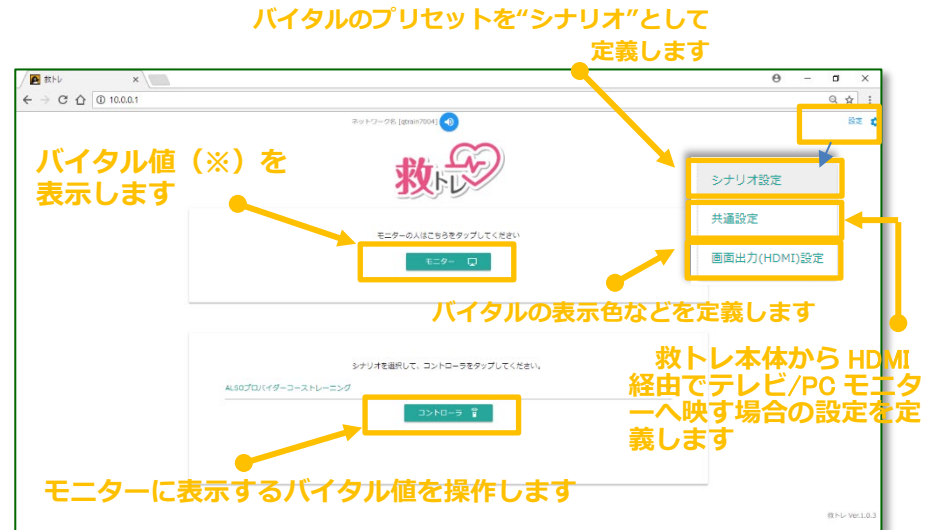 バイタルのプリセットを“シナリオ”として
定義します
救トレ
10.0.0.1
ネットワーク名 [qtrain7004]
設定
バイタル値（※）を
表示します
救トレ
シナリオ設定
共通設定
画面出力(HDMI)設定
モニターの人はこちらをタップしてください
モニター
バイタルの表示色などを定義します
シナリオを選択して、コントローラをタップしてください。
ALSOプロバイダーコーストレーニング
コントローラ
救トレ本体から HDMI
経由でテレビ/PC モニタ
ーへ映す場合の設定を定
義します
モニターに表示するバイタル値を操作します
救トレ Ver.1.0.3